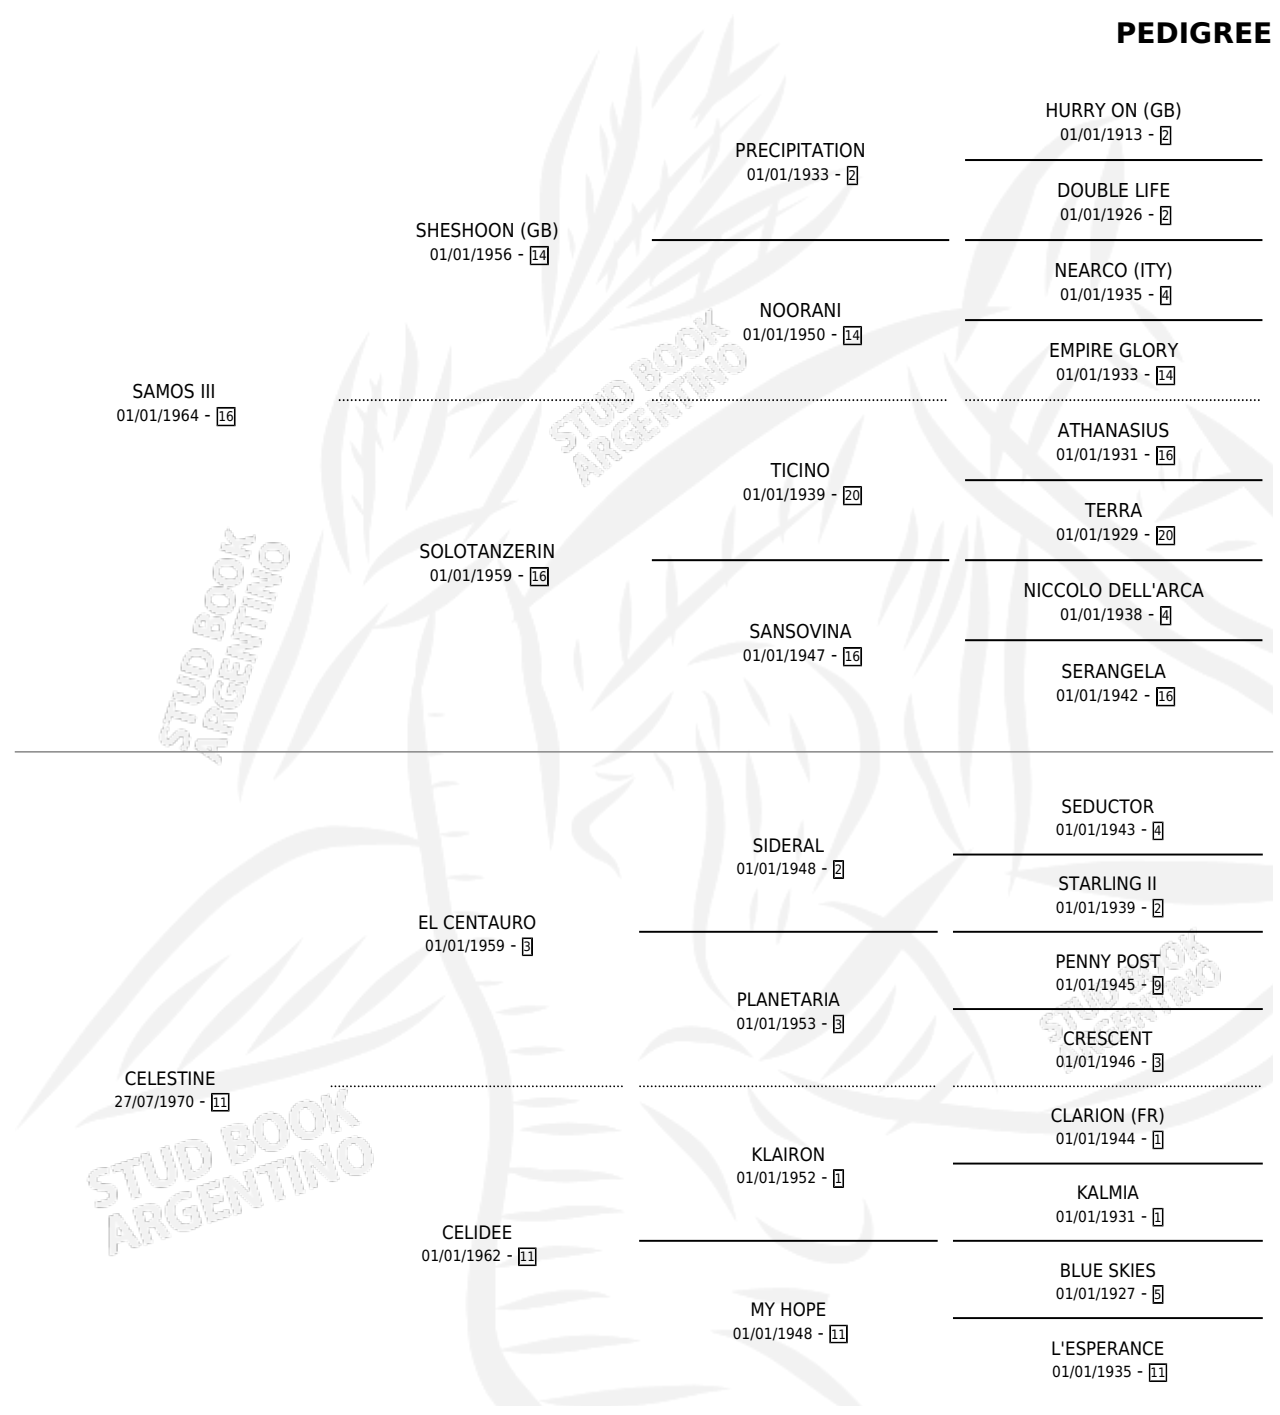 PEDIGREE
HURRY ON (GB)
01/01/1913 - 2
PRECIPITATION
01/01/1933 - 2
DOUBLE LIFE
01/01/1926 - 2
SHESHOON (GB)
01/01/1956 - 14
NEARCO (ITY)
01/01/1935 - 4
NOORANI
01/01/1950 - 14
EMPIRE GLORY
01/01/1933 - 14
SAMOS III
01/01/1964 - 16
ATHANASIUS
01/01/1931 - 16
TICINO
01/01/1939 - 20
TERRA
01/01/1929 - 20
SOLOTANZERIN
01/01/1959 - 16
NICCOLO DELL'ARCA
01/01/1938 - 4
SANSOVINA
01/01/1947 - 16
SERANGELA
01/01/1942 - 16
SEDUCTOR
01/01/1943 - 4
SIDERAL
01/01/1948 - 2
STARLING II
01/01/1939 - 2
EL CENTAURO
01/01/1959 - 3
PENNY POST
01/01/1945 - 9
PLANETARIA
01/01/1953 - 3
CRESCENT
01/01/1946 - 3
CELESTINE
27/07/1970 - 11
CLARION (FR)
01/01/1944 - 1
KLAIRON
01/01/1952 - 1
KALMIA
01/01/1931 - 1
CELIDEE
01/01/1962 - 11
BLUE SKIES
01/01/1927 - 5
MY HOPE
01/01/1948 - 11
L'ESPERANCE
01/01/1935 - 11
STUD BOOK
ARGENTINO
STUD BOOK
ARGENTINO
STUD BOOK
ARGENTINO
STUD BOOK
ARGENTINO